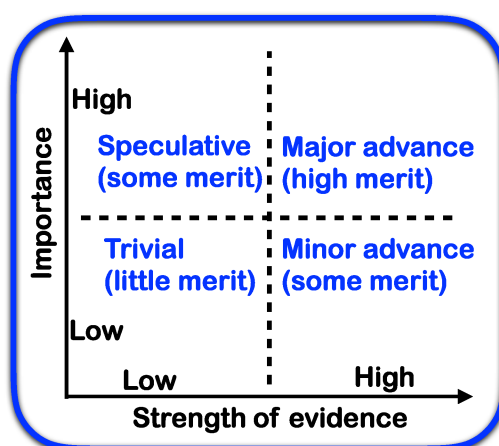 Importance
High
Speculative
(some merit)
Major advance
(high merit)
Trivial
(little merit)
Minor advance
(some merit)
Low
Low
High
Strength of evidence